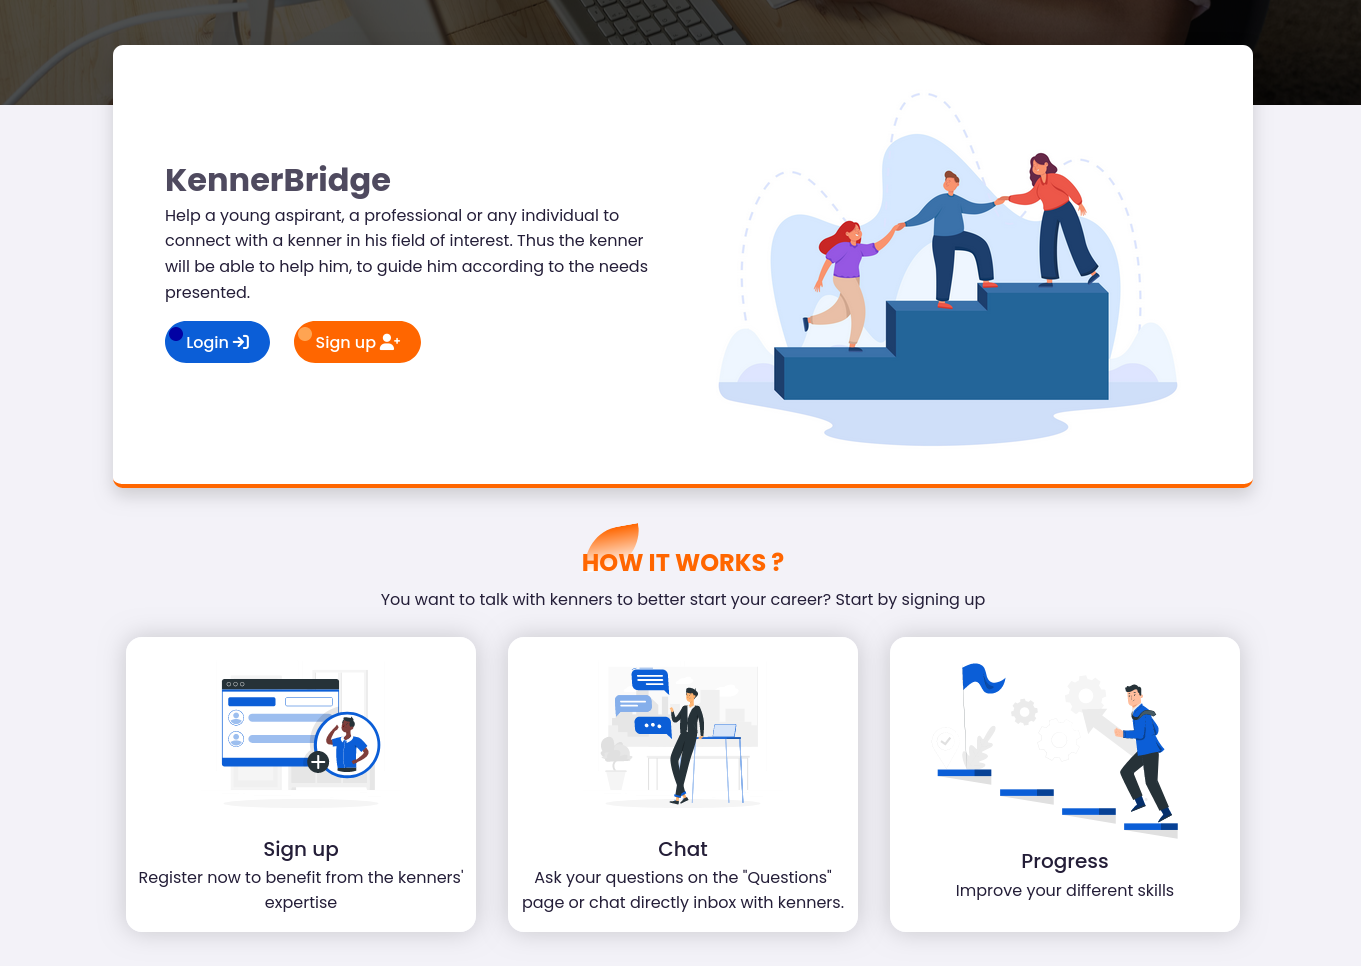 KennerBridge
Help a young aspirant, a professional or any individual to
connect with a kenner in his field of interest. Thus the kenner
will be able to help him, to guide him according to the needs
presented.
Login
Sign up
HOW IT WORKS ?
You want to talk with kenners to better start your career? Start by signing up
Sign up
Register now to benefit from the kenners'
expertise
Chat
Ask your questions on the "Questions"
page or chat directly inbox with kenners.
Progress
Improve your different skills